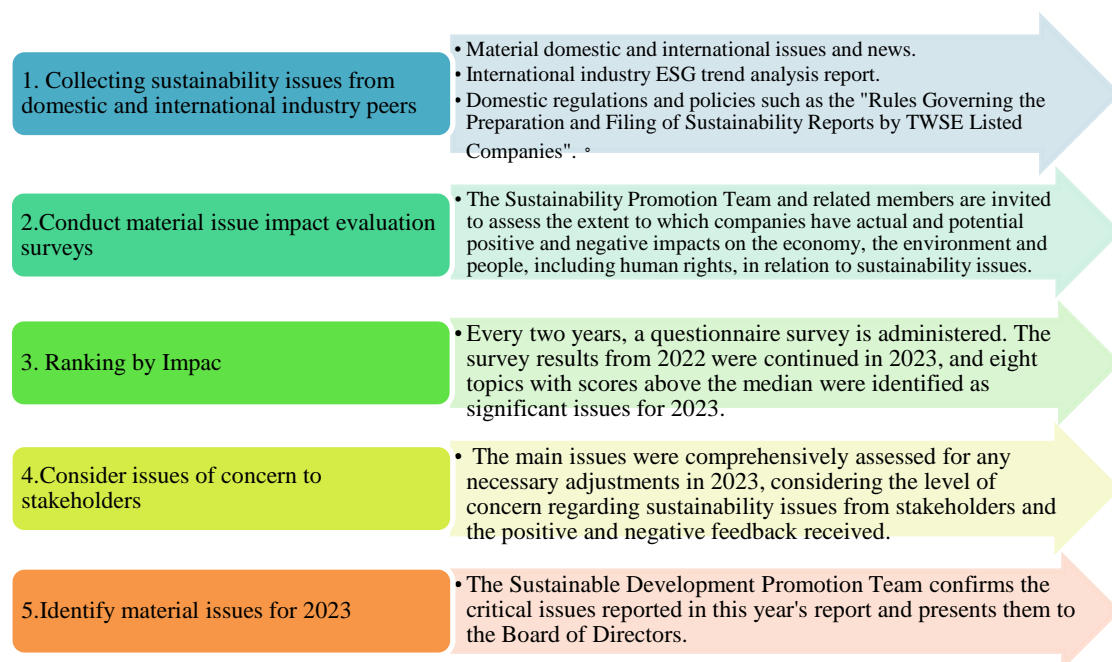 1. Collecting sustainability issues from
domestic and international industry peers
• Material domestic and international issues and news.
• International industry ESG trend analysis report.
• Domestic regulations and policies such as the "Rules Governing the
Preparation and Filing of Sustainability Reports by TWSE Listed
Companies". 。
2.Conduct material issue impact evaluation
surveys
• The Sustainability Promotion Team and related members are invited
to assess the extent to which companies have actual and potential
positive and negative impacts on the economy, the environment and
people, including human rights, in relation to sustainability issues.
3. Ranking by Impac
• Every two years, a questionnaire survey is administered. The
survey results from 2022 were continued in 2023, and eight
topics with scores above the median were identified as
significant issues for 2023.
4.Consider issues of concern to
stakeholders
• The main issues were comprehensively assessed for any
necessary adjustments in 2023, considering the level of
concern regarding sustainability issues from stakeholders and
the positive and negative feedback received.
5.Identify material issues for 2023
• The Sustainable Development Promotion Team confirms the
critical issues reported in this year's report and presents them to
the Board of Directors.